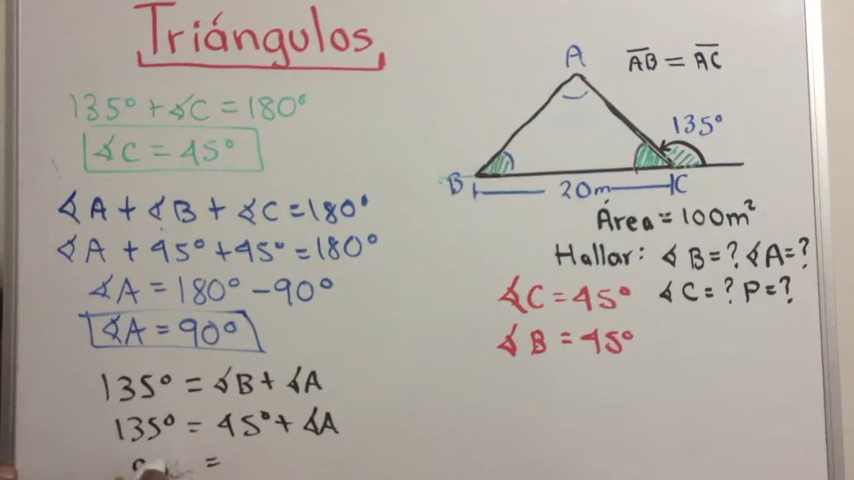 Triángulos
135° + ∢C = 180°
∢C = 45°
∢A + ∢B + ∢C = 180°
∢A + 45° + 45° = 180°
∢A = 180° - 90°
∢A = 90°
135° = ∢B + ∢A
135° = 45° + ∢A
=
A
AB = AC
135°
B
20m
C
Área = 100m²
Hallar: ∢B = ? ∢A = ?
∢C = ? P = ?
∢C = 45°
∢B = 45°